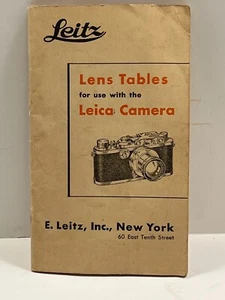 Leitz
Lens Tables
for use with the
Leica Camera
E. Leitz, Inc., New York
60 East Tenth Street